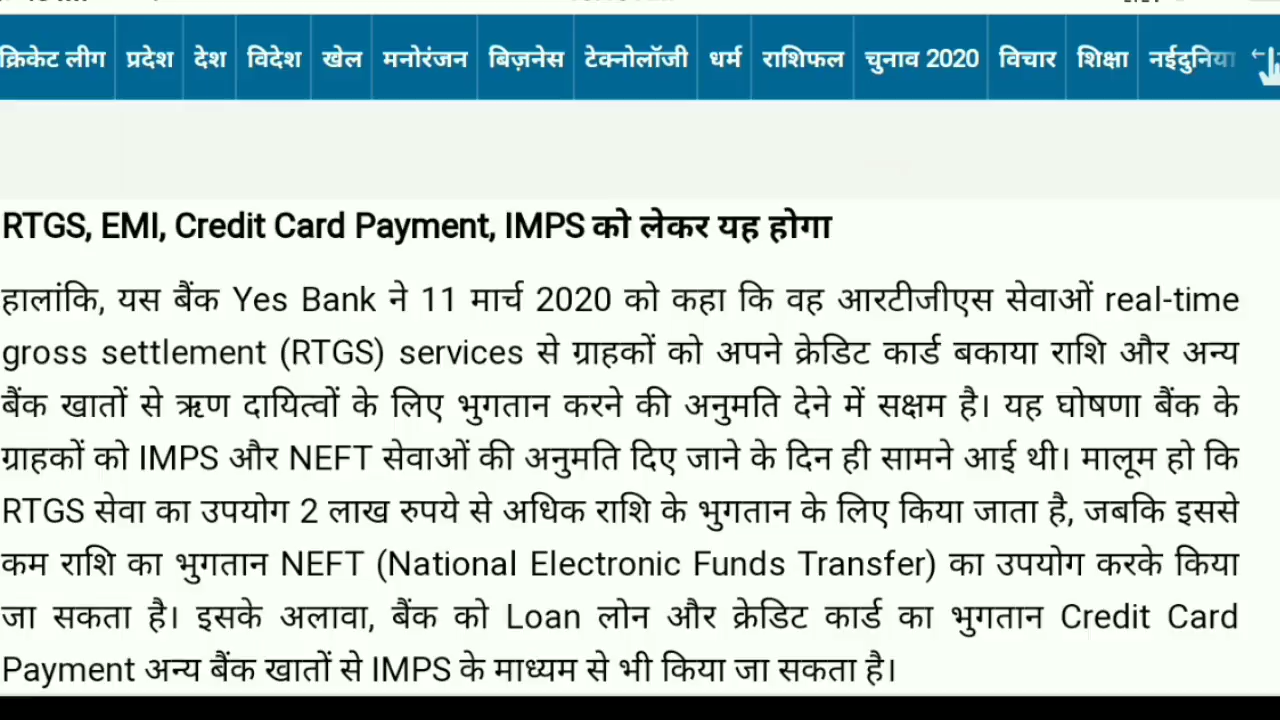 क्रिकेट लीग प्रदेश देश विदेश खेल मनोरंजन बिज़नेस टेक्नोलॉजी धर्म राशिफल चुनाव 2020 विचार शिक्षा नईदुनिया
RTGS, EMI, Credit Card Payment, IMPS को लेकर यह होगा
हालांकि, यस बैंक Yes Bank ने 11 मार्च 2020 को कहा कि वह आरटीजीएस सेवाओं real-time
gross settlement (RTGS) services से ग्राहकों को अपने क्रेडिट कार्ड बकाया राशि और अन्य
बैंक खातों से ऋण दायित्वों के लिए भुगतान करने की अनुमति देने में सक्षम है। यह घोषणा बैंक के
ग्राहकों को IMPS और NEFT सेवाओं की अनुमति दिए जाने के दिन ही सामने आई थी। मालूम हो कि
RTGS सेवा का उपयोग 2 लाख रुपये से अधिक राशि के भुगतान के लिए किया जाता है, जबकि इससे
कम राशि का भुगतान NEFT (National Electronic Funds Transfer) का उपयोग करके किया
जा सकता है। इसके अलावा, बैंक को Loan लोन और क्रेडिट कार्ड का भुगतान Credit Card
Payment अन्य बैंक खातों से IMPS के माध्यम से भी किया जा सकता है।